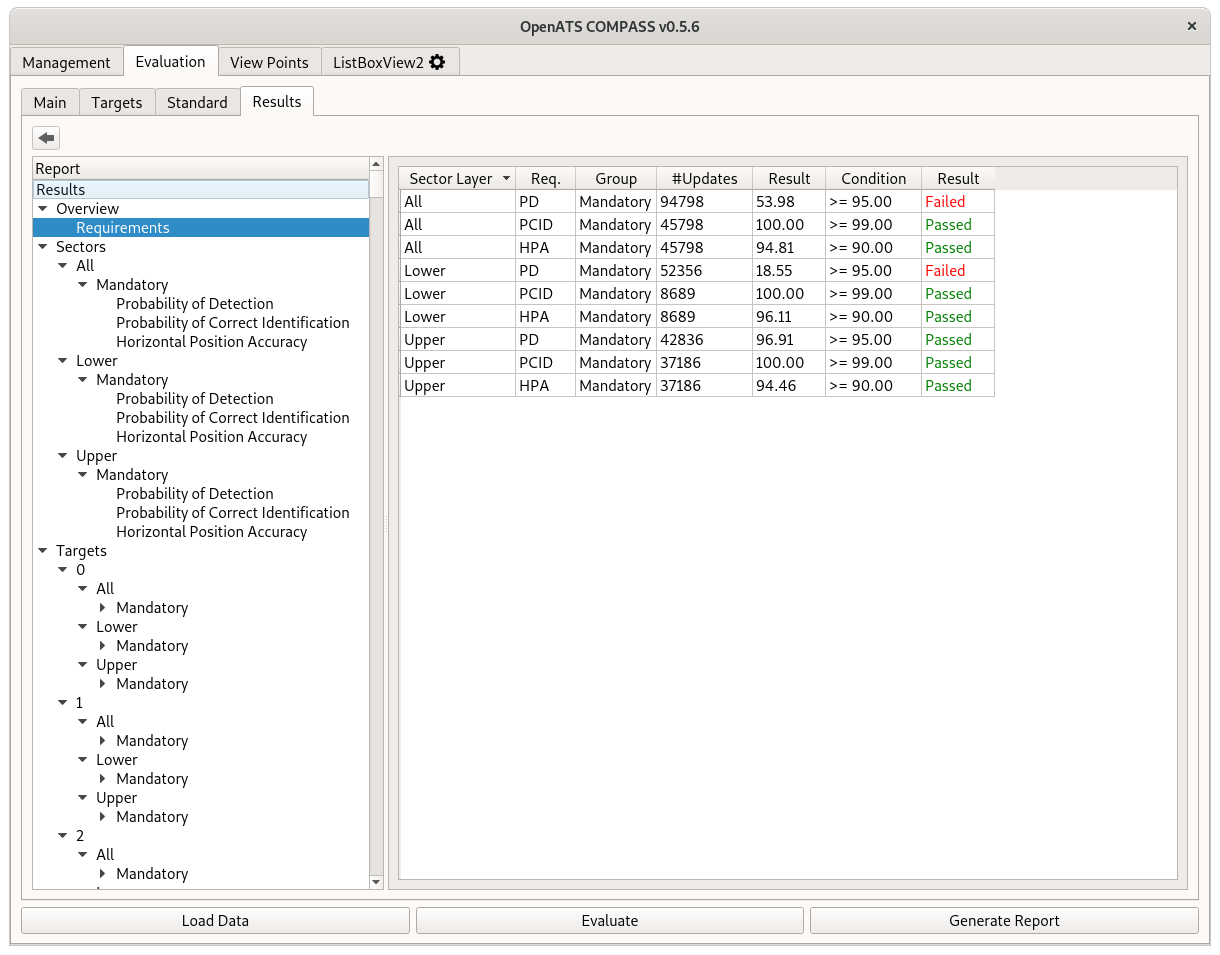 OpenATS COMPASS v0.5.6 ×
Management Evaluation View Points ListBoxView2
Main Targets Standard Results
Report
Results
Overview
Requirements
Sectors
All
Mandatory
Probability of Detection
Probability of Correct Identification
Horizontal Position Accuracy
Lower
Mandatory
Probability of Detection
Probability of Correct Identification
Horizontal Position Accuracy
Upper
Mandatory
Probability of Detection
Probability of Correct Identification
Horizontal Position Accuracy
Targets
0
All
Mandatory
Lower
Mandatory
Upper
Mandatory
1
All
Mandatory
Lower
Mandatory
Upper
Mandatory
2
All
Mandatory
Sector Layer Req. Group #Updates Result Condition Result
All PD Mandatory 94798 53.98 >= 95.00 Failed
All PCID Mandatory 45798 100.00 >= 99.00 Passed
All HPA Mandatory 45798 94.81 >= 90.00 Passed
Lower PD Mandatory 52356 18.55 >= 95.00 Failed
Lower PCID Mandatory 8689 100.00 >= 99.00 Passed
Lower HPA Mandatory 8689 96.11 >= 90.00 Passed
Upper PD Mandatory 42836 96.91 >= 95.00 Passed
Upper PCID Mandatory 37186 100.00 >= 99.00 Passed
Upper HPA Mandatory 37186 94.46 >= 90.00 Passed
Load Data Evaluate Generate Report